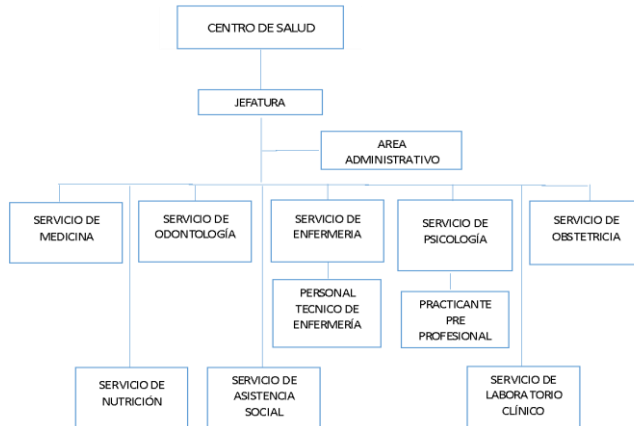 CENTRO DE SALUD
JEFATURA
AREA
ADMINISTRATIVO
SERVICIO DE
MEDICINA
SERVICIO DE
ODONTOLOGÍA
SERVICIO DE
ENFERMERIA
SERVICIO DE
PSICOLOGÍA
SERVICIO DE
OBSTETRICIA
PERSONAL
TECNICO DE
ENFERMERÍA
PRACTICANTE
PRE
PROFESIONAL
SERVICIO DE
NUTRICIÓN
SERVICIO DE
ASISTENCIA
SOCIAL
SERVICIO DE
LABORATORIO
CLÍNICO